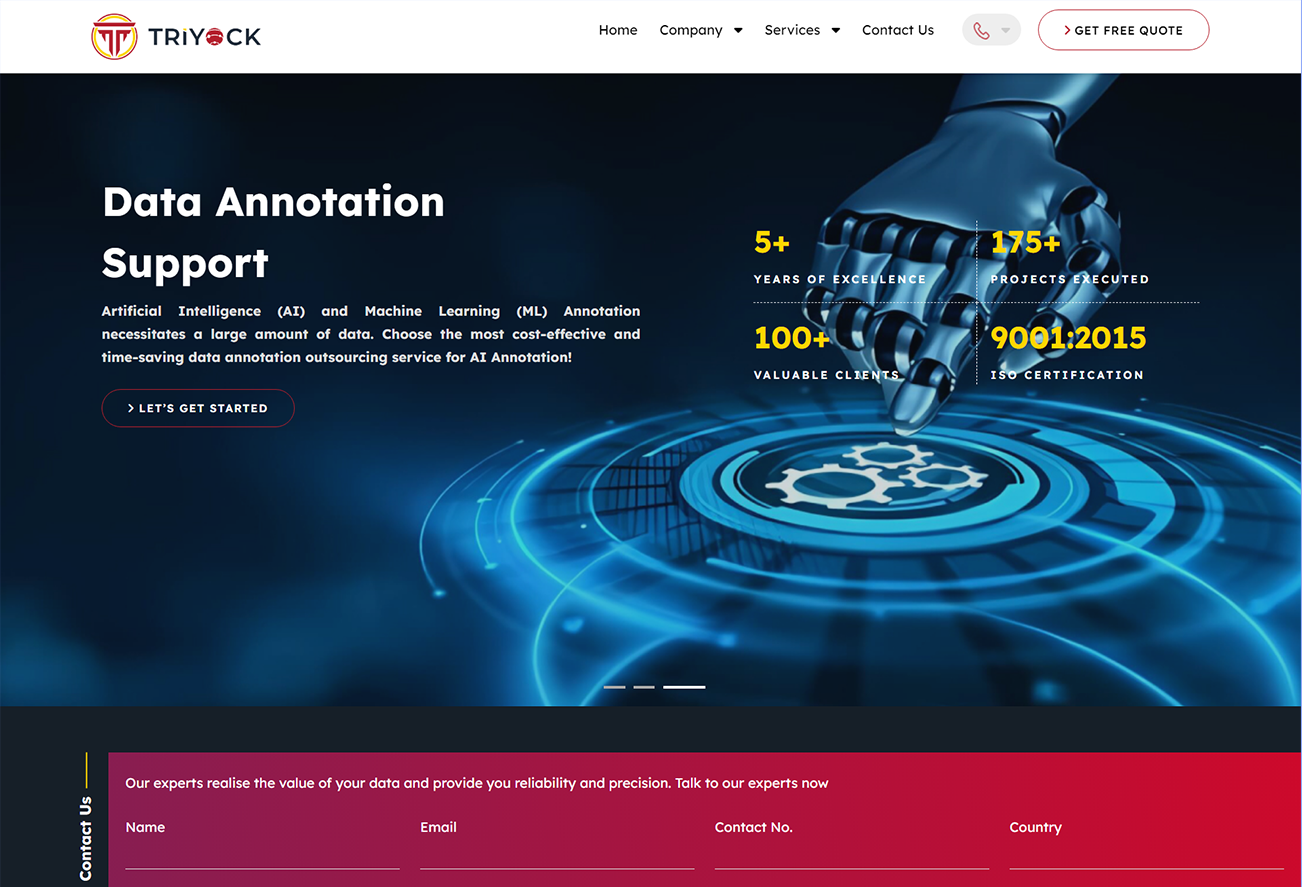 TRiYOCK
Home
Company
Services
Contact Us
GET FREE QUOTE
Data Annotation
Support
Artificial Intelligence (AI) and Machine Learning (ML) Annotation
necessitates a large amount of data. Choose the most cost-effective and
time-saving data annotation outsourcing service for AI Annotation!
LET'S GET STARTED
5+
YEARS OF EXCELLENCE
175+
PROJECTS EXECUTED
100+
VALUABLE CLIENTS
9001:2015
ISO CERTIFICATION
Contact Us
Our experts realise the value of your data and provide you reliability and precision. Talk to our experts now
Name
Email
Contact No.
Country